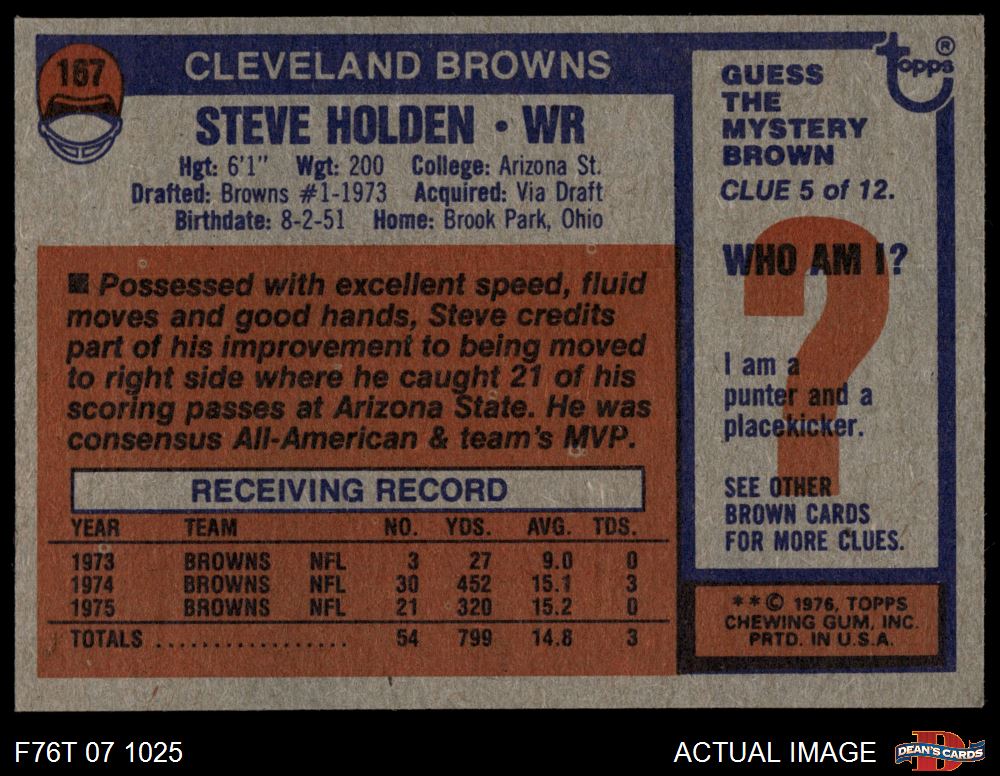 167
CLEVELAND BROWNS
STEVE HOLDEN • WR
Hgt: 6'1" Wgt: 200 College: Arizona St.
Drafted: Browns #1-1973 Acquired: Via Draft
Birthdate: 8-2-51 Home: Brook Park, Ohio
■ Possessed with excellent speed, fluid
moves and good hands, Steve credits
part of his improvement to being moved
to right side where he caught 21 of his
scoring passes at Arizona State. He was
consensus All-American & team's MVP.
RECEIVING RECORD
YEAR TEAM NO. YDS. AVG. TDS.
1973 BROWNS NFL 3 27 9.0 0
1974 BROWNS NFL 30 452 15.1 3
1975 BROWNS NFL 21 320 15.2 0
TOTALS .................. 54 799 14.8 3
topps ®
GUESS
THE
MYSTERY
BROWN
CLUE 5 of 12.
WHO AM I?
?
I am a
punter and a
placekicker.
SEE OTHER
BROWN CARDS
FOR MORE CLUES.
**© 1976, TOPPS
CHEWING GUM, INC.
PRTD. IN U.S.A.
F76T 07 1025
ACTUAL IMAGE
D
DEAN'S CARDS